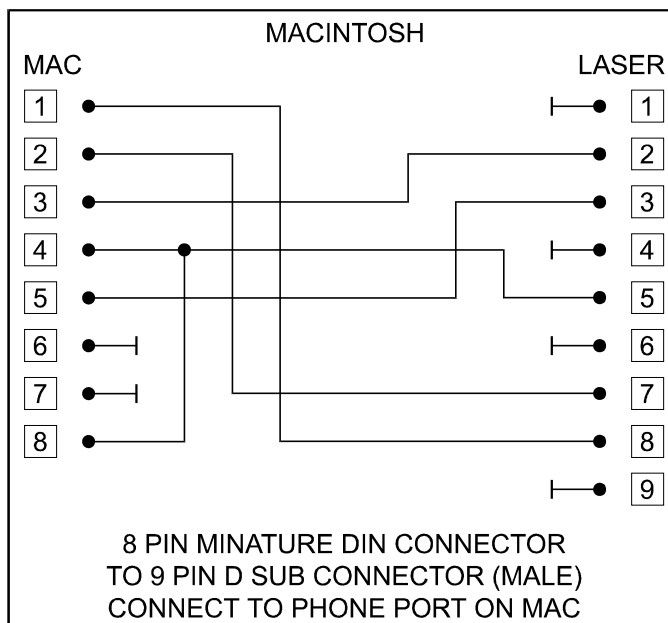 MACINTOSH
MAC LASER
1 1
2 2
3 3
4 4
5 5
6 6
7 7
8 8
9
8 PIN MINATURE DIN CONNECTOR
TO 9 PIN D SUB CONNECTOR (MALE)
CONNECT TO PHONE PORT ON MAC